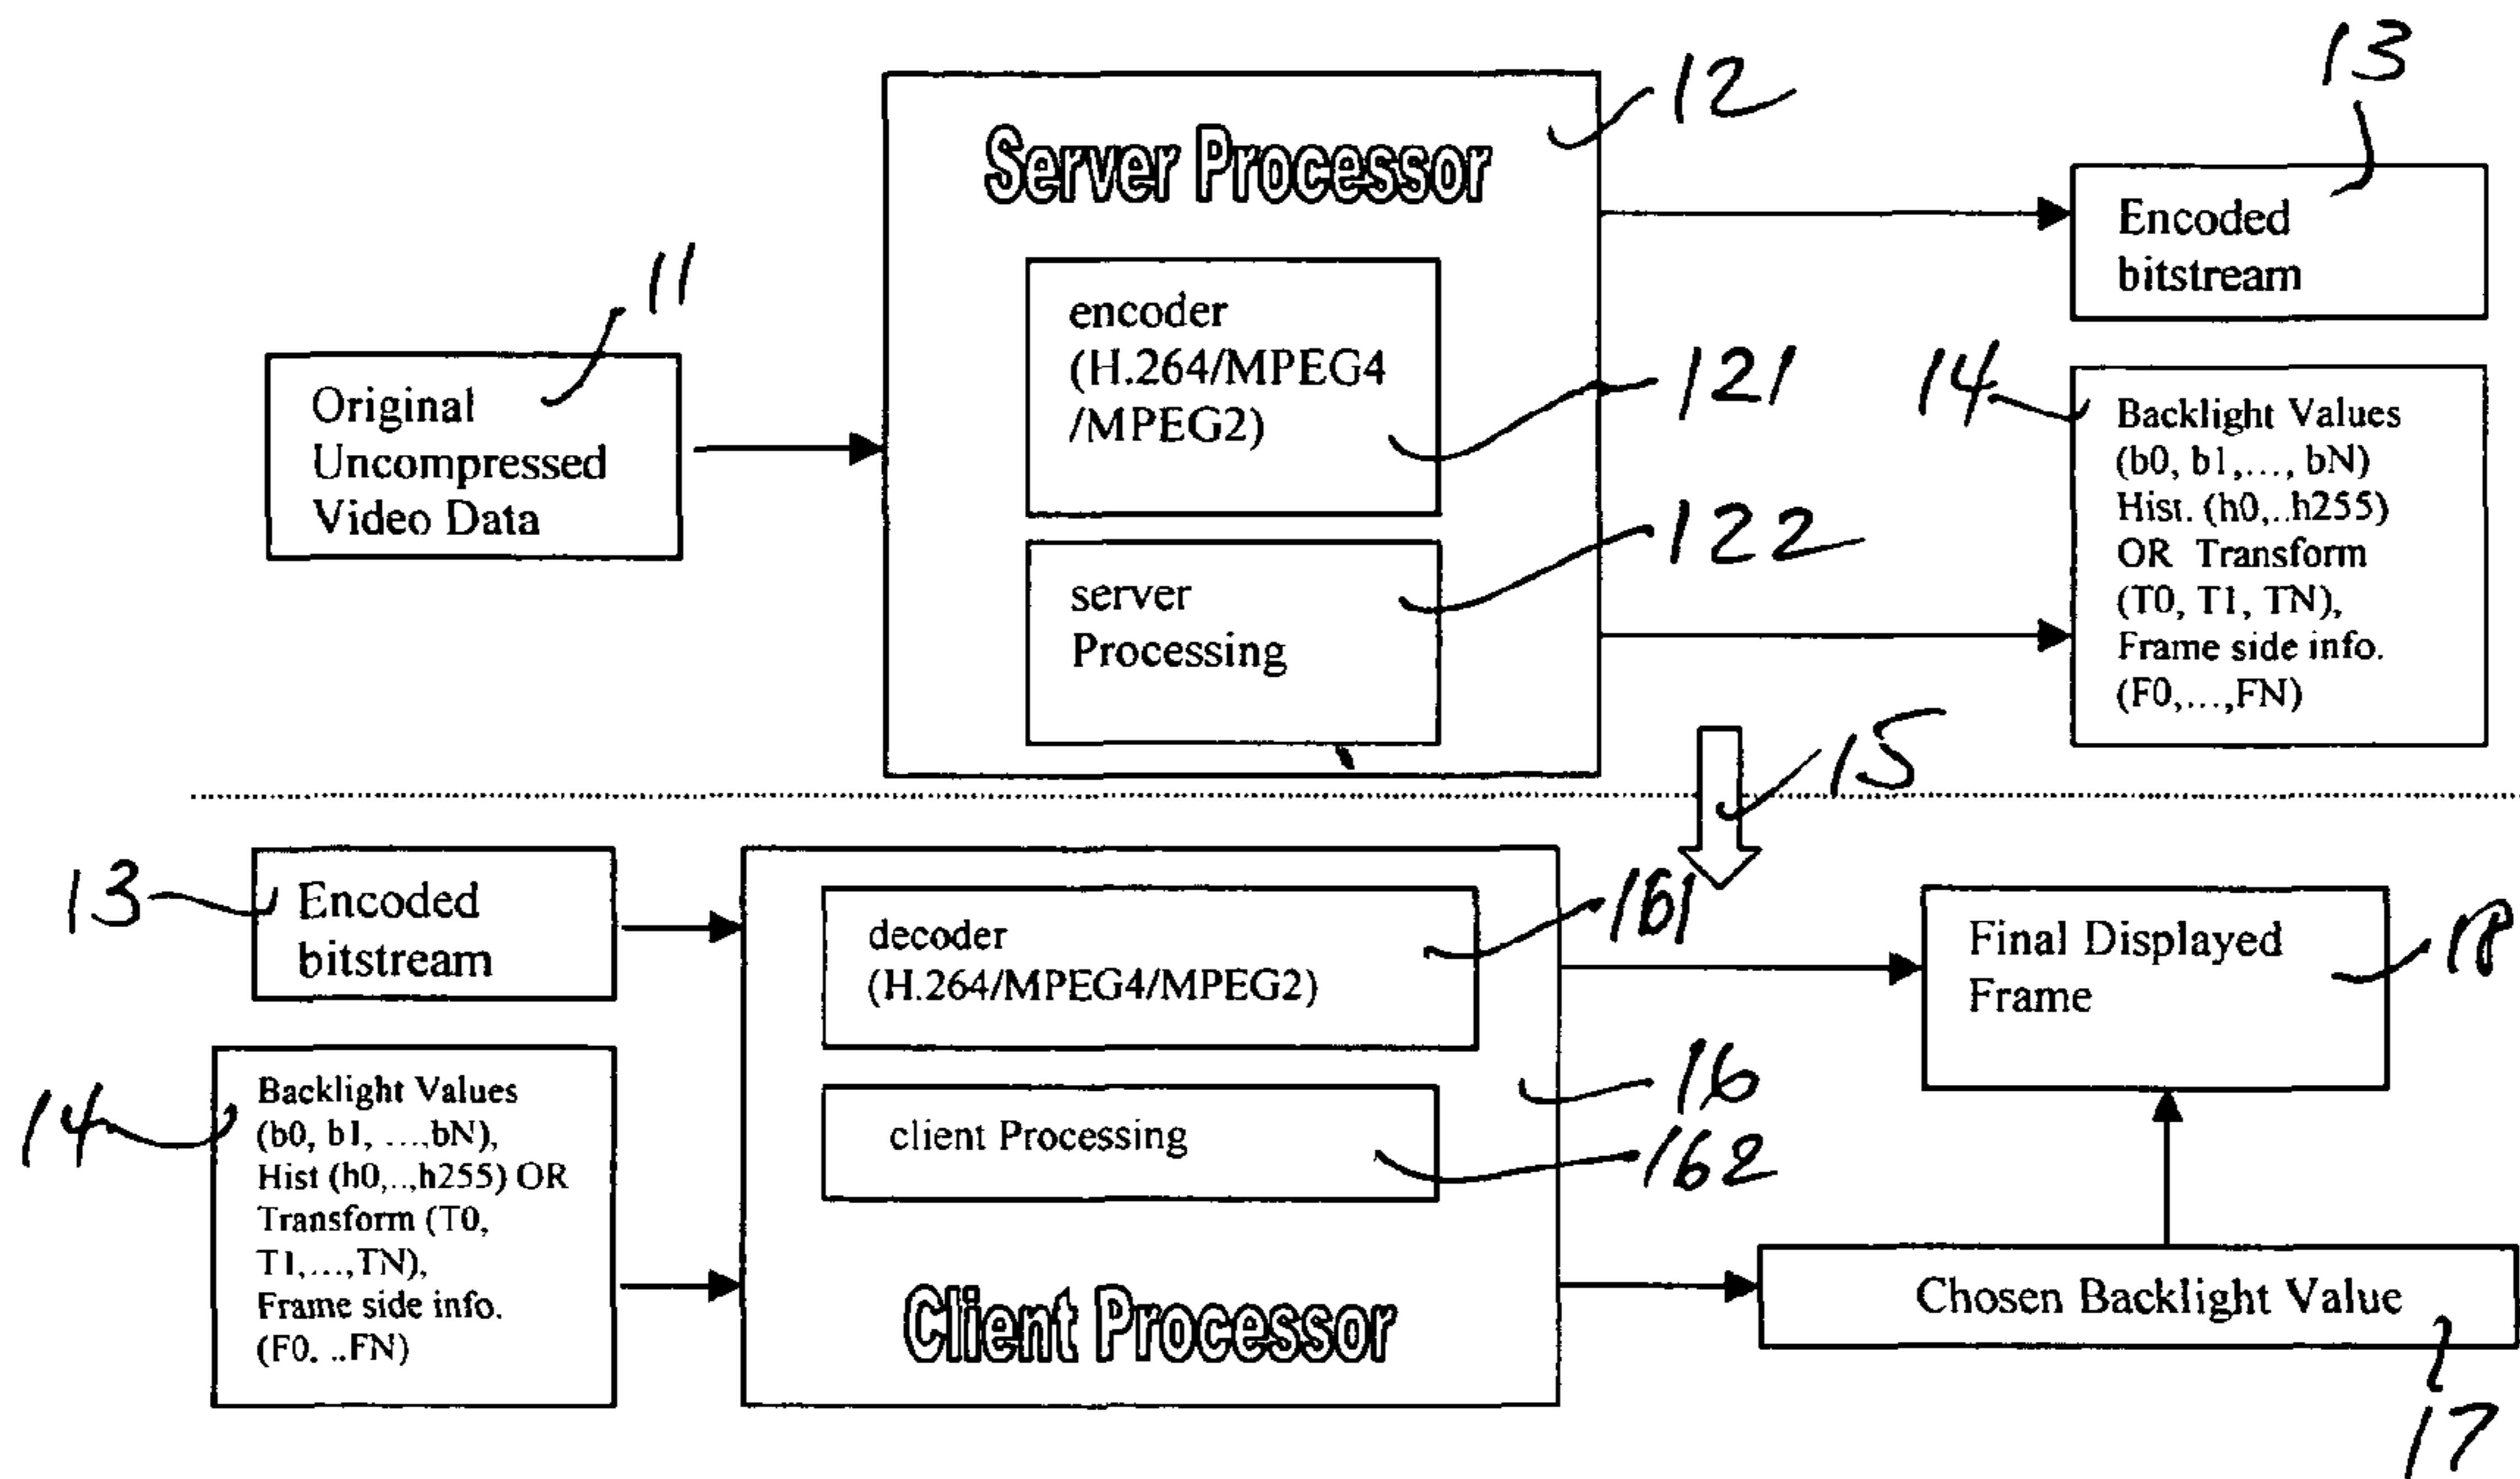 13
12
Server Processor
Encoded
bitstream
11
encoder
(H.264/MPEG4
/MPEG2)
121
Original
Uncompressed
Video Data
14
Backlight Values
(b0, b1,..., bN)
Hist. (h0,..h255)
OR Transform
(T0, T1, TN),
Frame side info.
(F0,...,FN)
122
server
Processing
15
13
Encoded
bitstream
161
decoder
(H.264/MPEG4/MPEG2)
Final Displayed
Frame
18
14
Backlight Values
(b0, b1, ...,bN),
Hist (h0,..,h255) OR
Transform (T0,
T1,...,TN),
Frame side info.
(F0. ..FN)
16
client Processing
162
Client Processor
Chosen Backlight Value
17